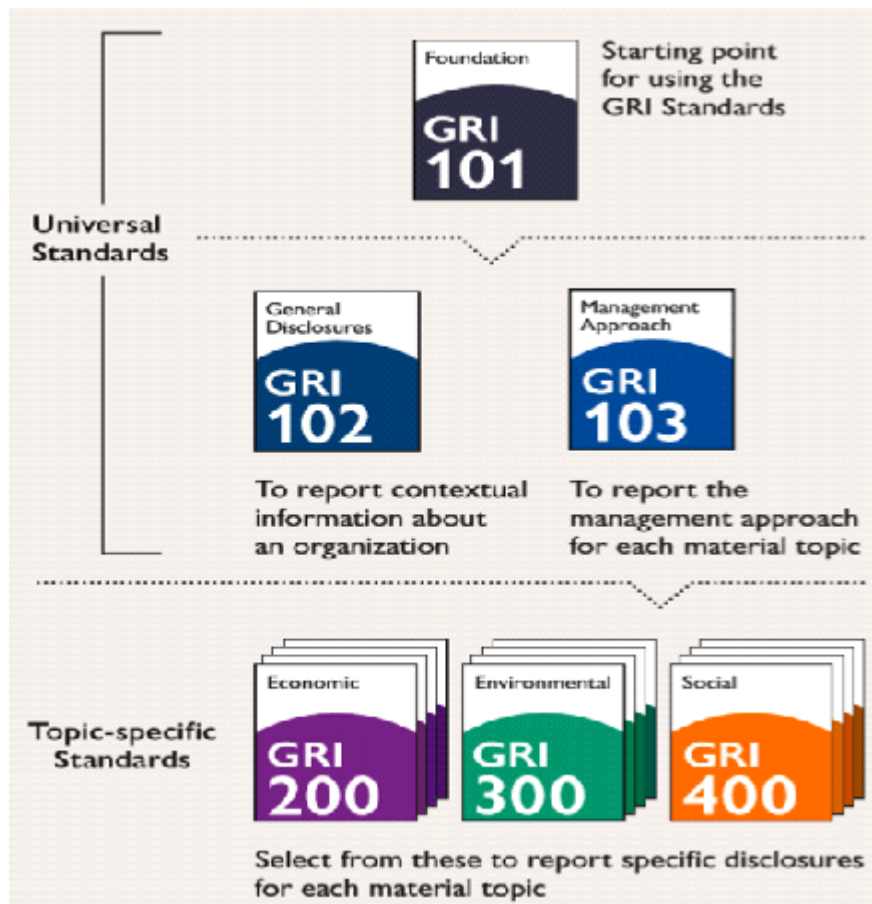 Foundation
GRI
101
Starting point
for using the
GRI Standards
Universal
Standards
General
Disclosures
GRI
102
Management
Approach
GRI
103
To report contextual
information about
an organization
To report the
management approach
for each material topic
Topic-specific
Standards
Economic
GRI
200
Environmental
GRI
300
Social
GRI
400
Select from these to report specific disclosures
for each material topic